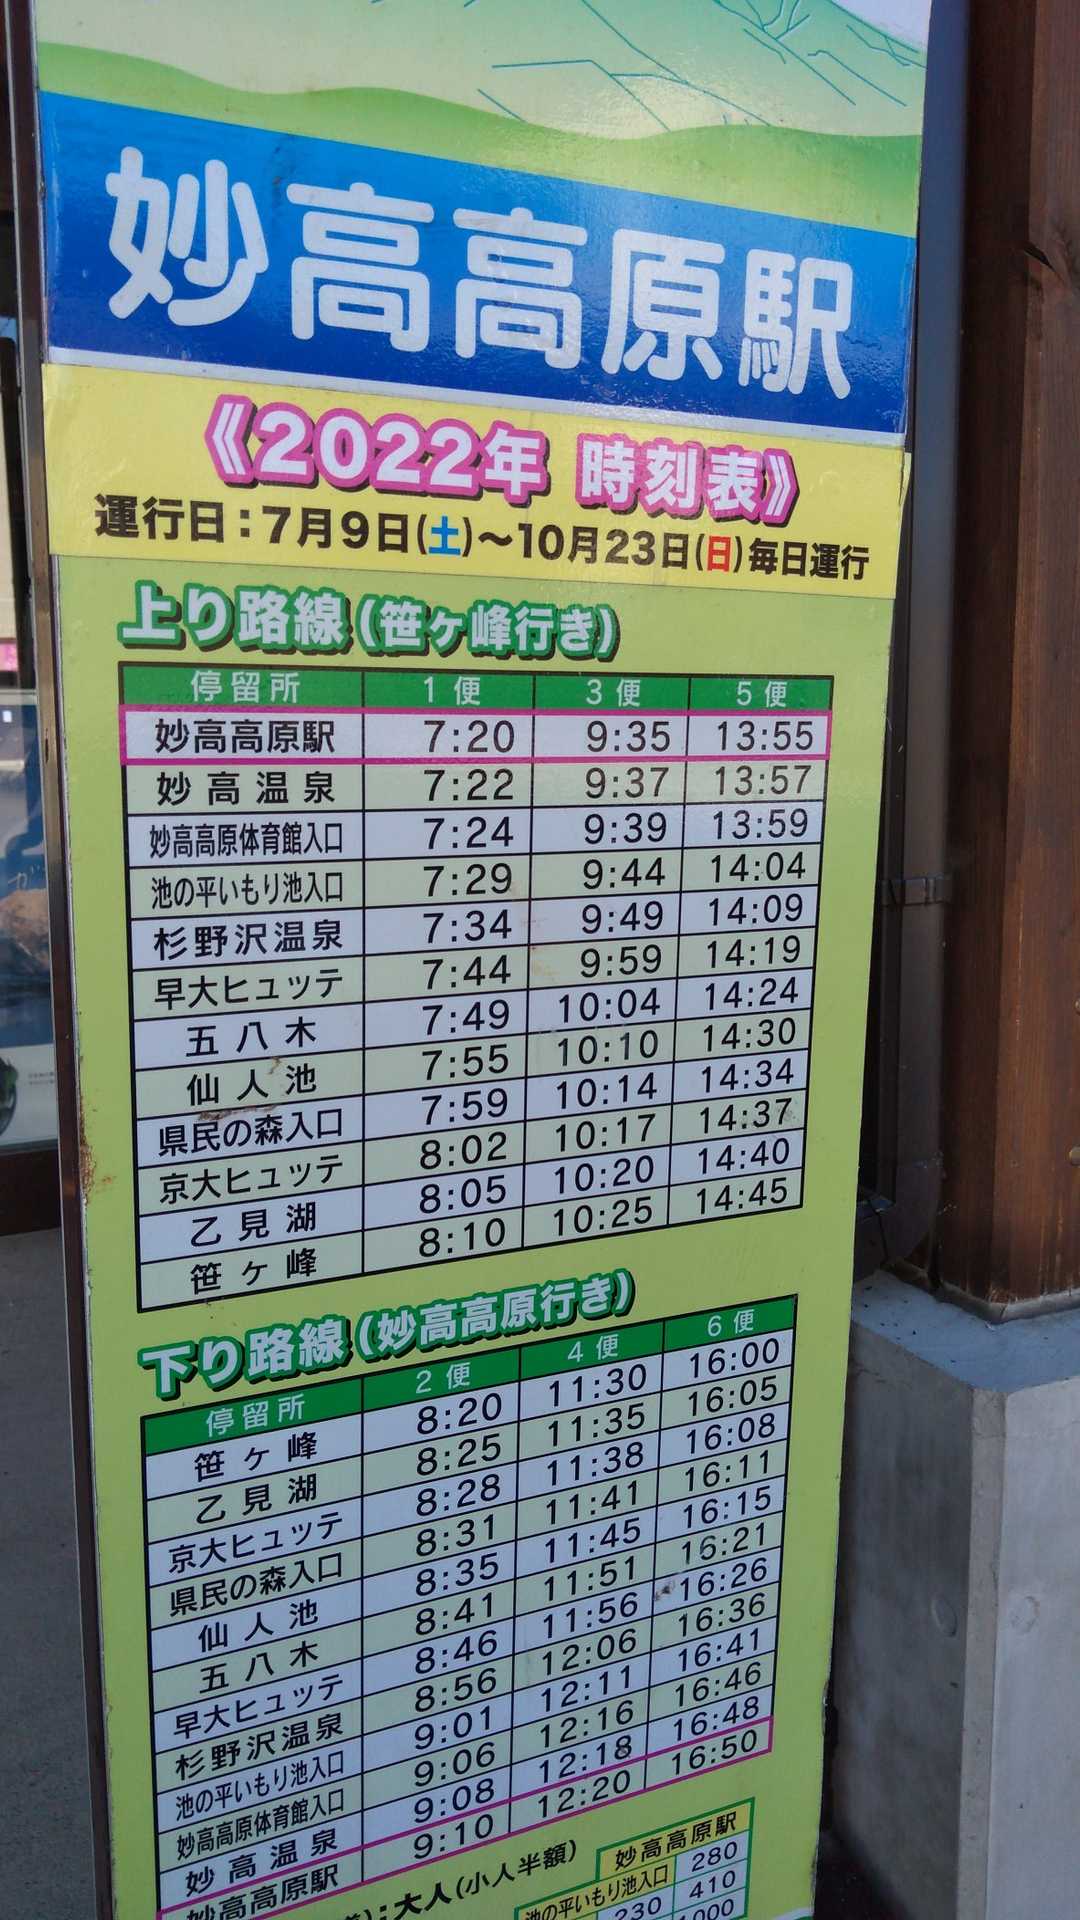 妙高高原駅
《2022年 時刻表》
運行日：7月9日(土)～10月23日(日)毎日運行
上り路線(笹ヶ峰行き)
停留所 1便 3便 5便
妙高高原駅 7:20 9:35 13:55
妙高温泉 7:22 9:37 13:57
妙高高原体育館入口 7:24 9:39 13:59
池の平いもり池入口 7:29 9:44 14:04
杉野沢温泉 7:34 9:49 14:09
早大ヒュッテ 7:44 9:59 14:19
五八木 7:49 10:04 14:24
仙人池 7:55 10:10 14:30
県民の森入口 7:59 10:14 14:34
京大ヒュッテ 8:02 10:17 14:37
乙見湖 8:05 10:20 14:40
笹ヶ峰 8:10 10:25 14:45
下り路線(妙高高原行き)
停留所 2便 4便 6便
笹ヶ峰 8:20 11:30 16:00
乙見湖 8:25 11:35 16:05
京大ヒュッテ 8:28 11:38 16:08
県民の森入口 8:31 11:41 16:11
仙人池 8:35 11:45 16:15
五八木 8:41 11:51 16:21
早大ヒュッテ 8:46 11:56 16:26
杉野沢温泉 8:56 12:06 16:36
池の平いもり池入口 9:01 12:11 16:41
妙高高原体育館入口 9:06 12:16 16:46
妙高温泉 9:08 12:18 16:48
妙高高原駅 9:10 12:20 16:50
：大人(小人半額)
妙高高原駅
池の平いもり池入口 280
230 410